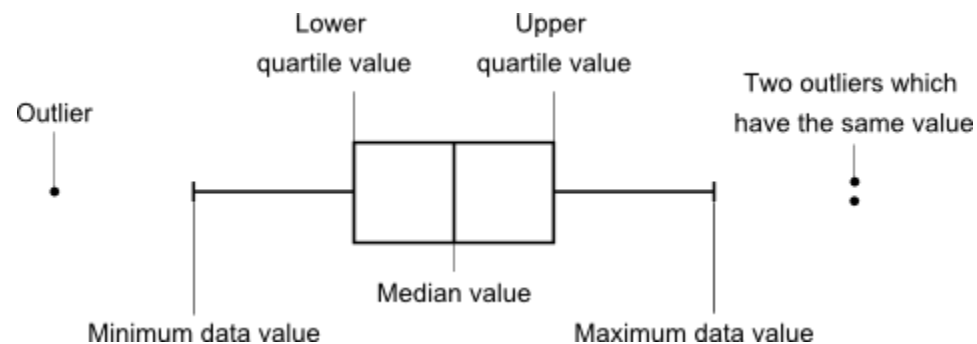 Lower
quartile value
Upper
quartile value
Outlier
Two outliers which
have the same value
Median value
Minimum data value
Maximum data value